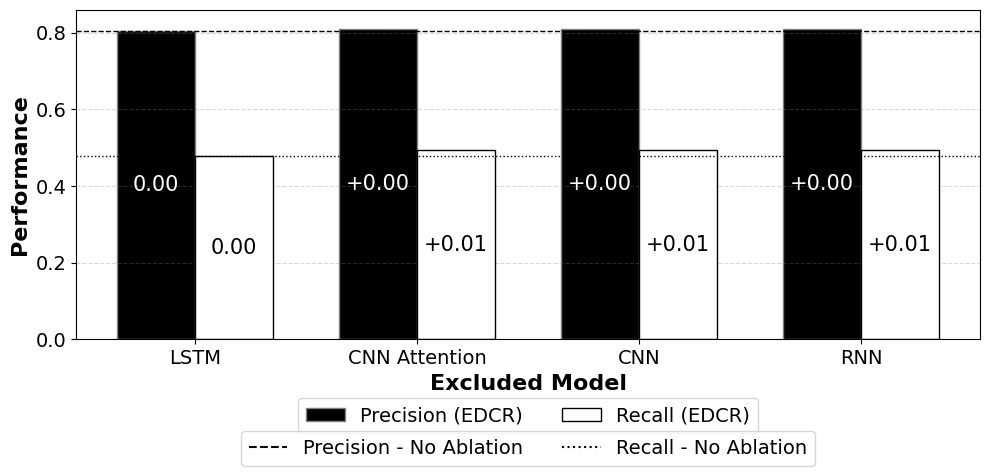 0.8
0.6
0.4
0.2
0.0
Performance
0.00
0.00
+0.00
+0.01
+0.00
+0.01
+0.00
+0.01
LSTM
CNN Attention
CNN
RNN
Excluded Model
Precision (EDCR)
Recall (EDCR)
Precision - No Ablation
Recall - No Ablation